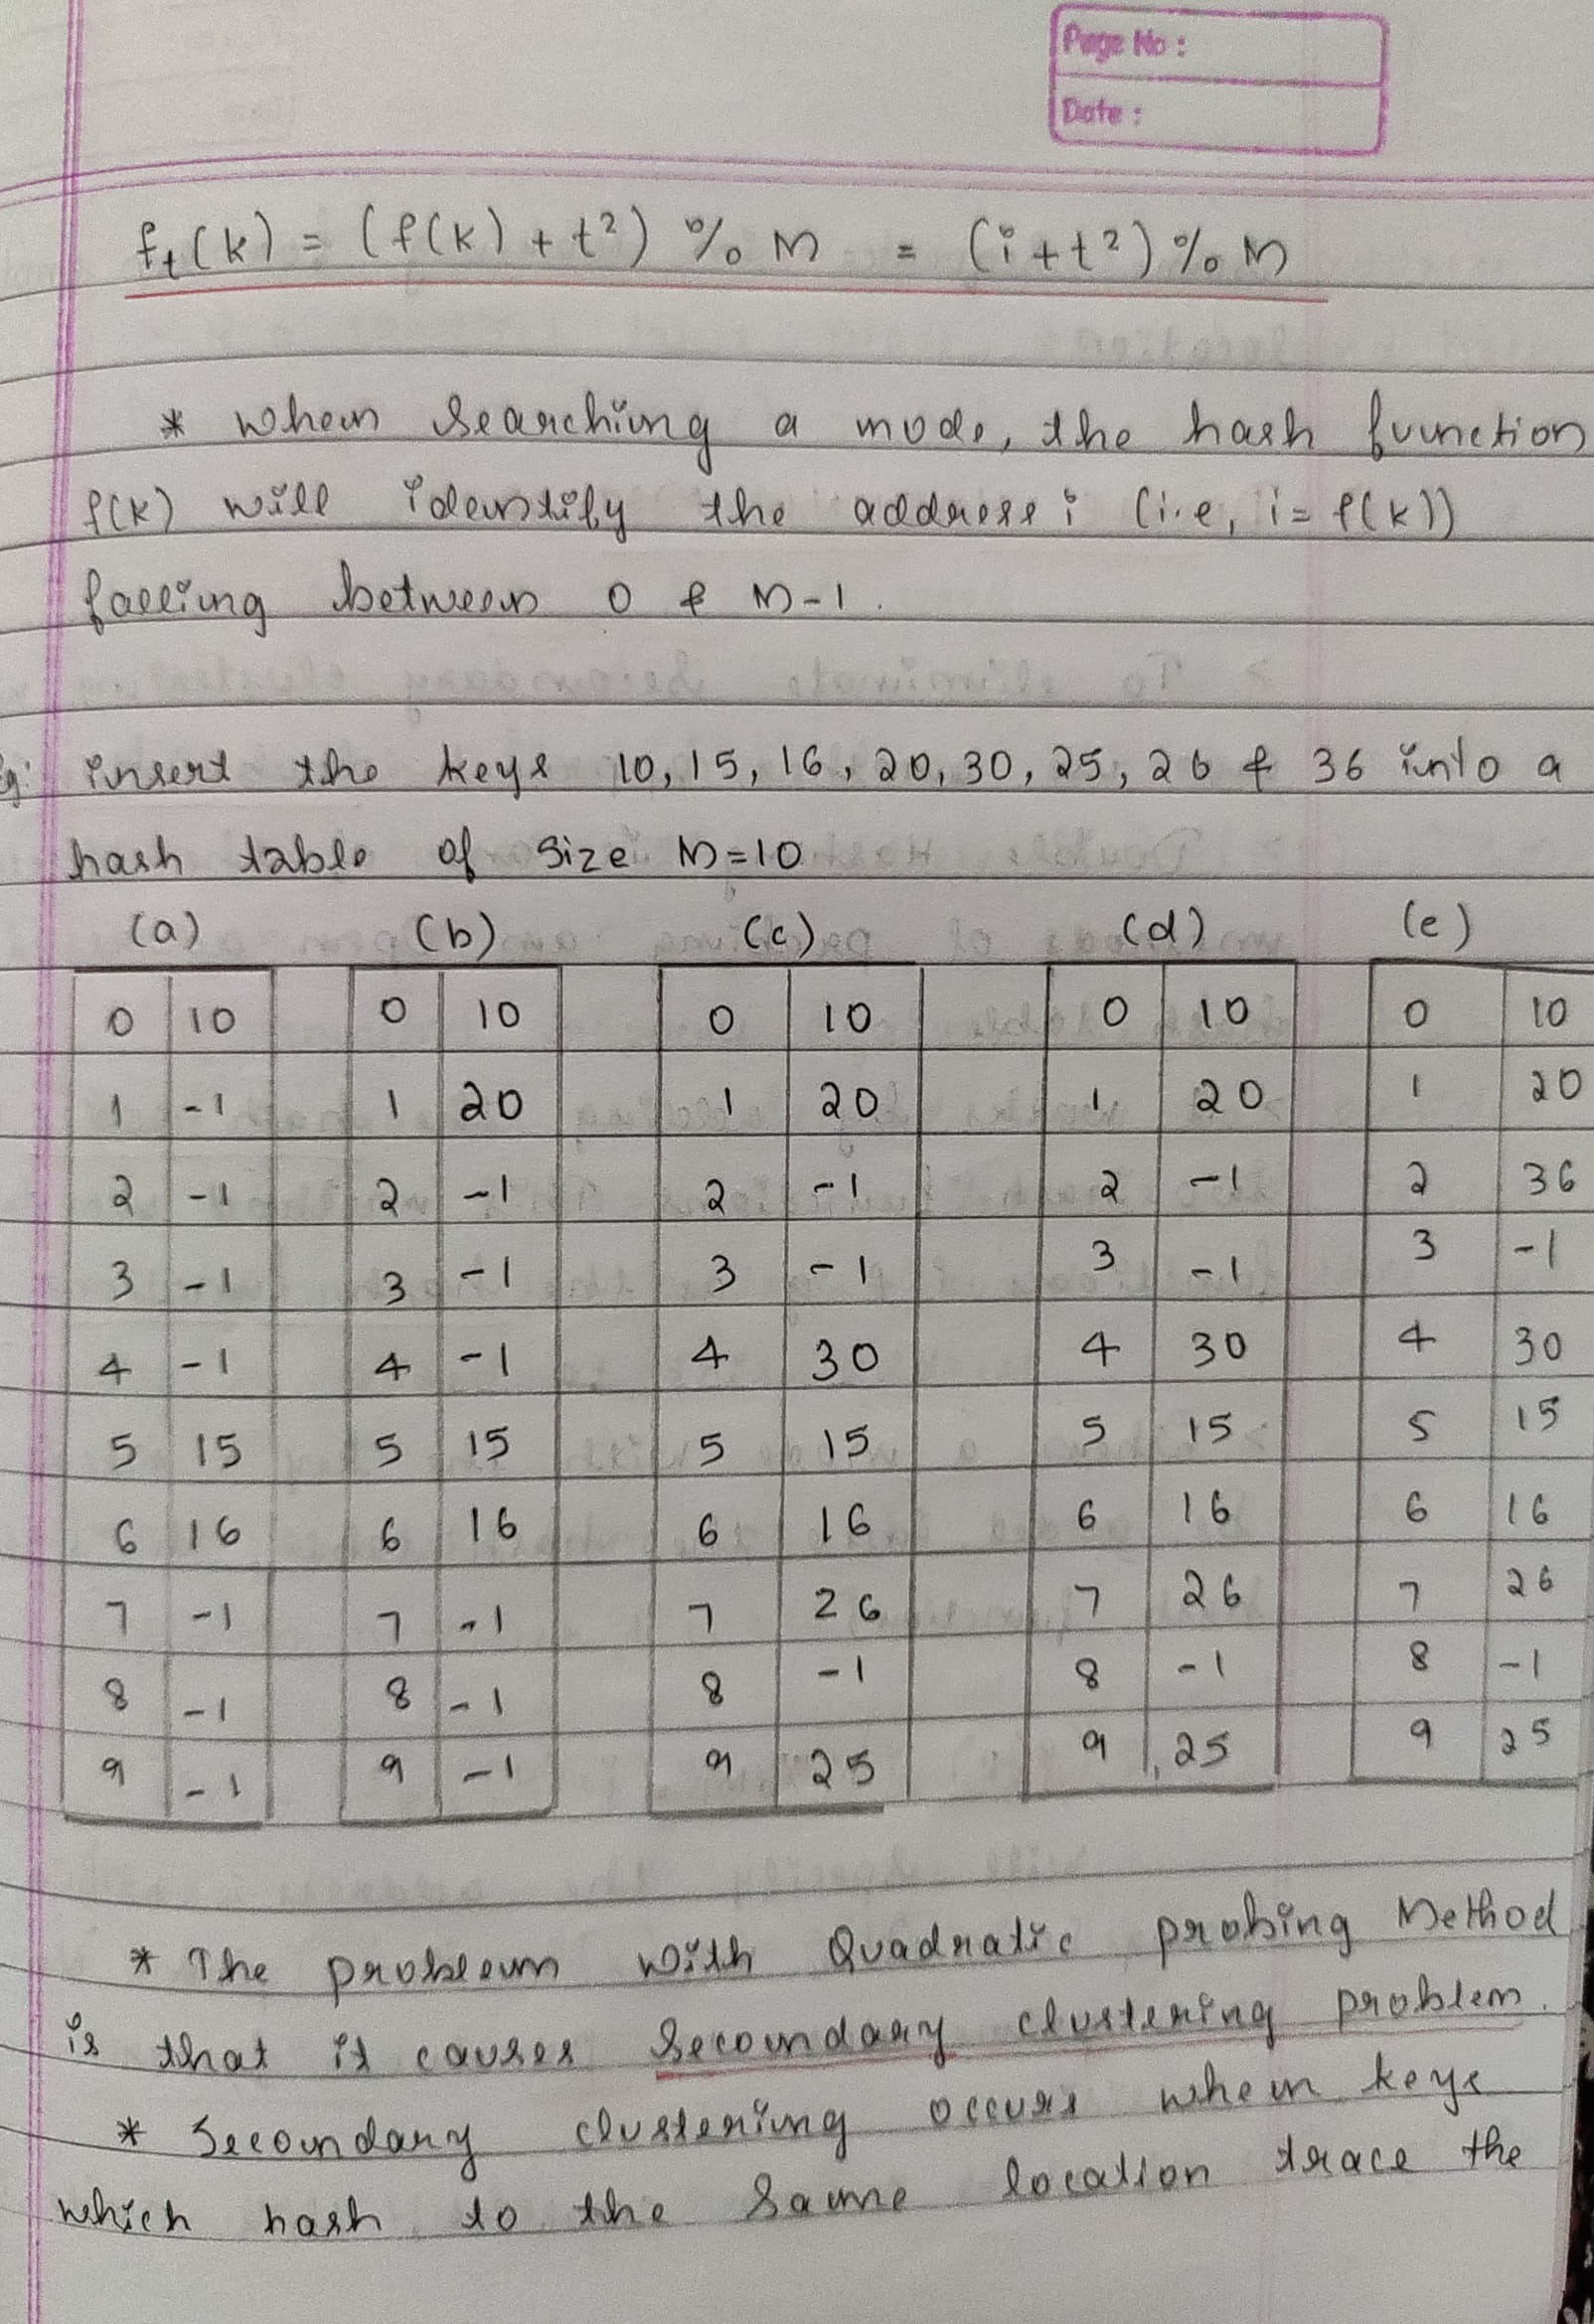 Page No :
Date :
ft(k) = (f(k) + t²) % M = (i + t²) % M
* When searching a node, the hash function
f(k) will identify the address i (i.e, i = f(k))
falling between 0 & M-1.
Eg: insert the keys 10, 15, 16, 20, 30, 25, 26 & 36 into a
hash table of size M=10
(a) (b) (c) (d) (e)
0 10 0 10 0 10 0 10 0 10
1 -1 1 20 1 20 1 20 1 20
2 -1 2 -1 2 -1 2 -1 2 36
3 -1 3 -1 3 -1 3 -1 3 -1
4 -1 4 -1 4 30 4 30 4 30
5 15 5 15 5 15 5 15 5 15
6 16 6 16 6 16 6 16 6 16
7 -1 7 -1 7 26 7 26 7 26
8 -1 8 -1 8 -1 8 -1 8 -1
9 -1 9 -1 9 25 9 25 9 25
* The problem with Quadratic probing Method
is that it causes Secondary clustering problem.
* Secondary clustering occurs when keys
which hash to the same location trace the